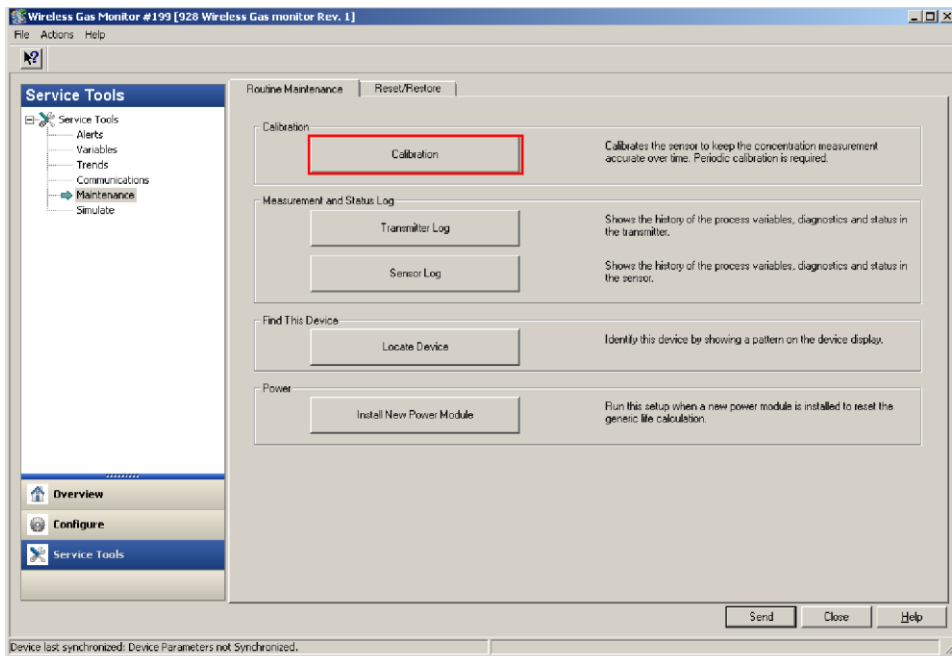 Wireless Gas Monitor #199 [928 Wireless Gas monitor Rev. 1]
File Actions Help
Service Tools
Service Tools
Alerts
Variables
Trends
Communications
Maintenance
Simulate
Overview
Configure
Service Tools
Routine Maintenance Reset/Restore
Calibration
Calibration
Calibrates the sensor to keep the concentration measurement
accurate over time. Periodic calibration is required.
Measurement and Status Log
Transmitter Log
Shows the history of the process variables, diagnostics and status in
the transmitter.
Sensor Log
Shows the history of the process variables, diagnostics and status in
the sensor.
Find This Device
Locate Device
Identify this device by showing a pattern on the device display.
Power
Install New Power Module
Run this setup when a new power module is installed to reset the
generic life calculation.
Send Close Help
Device last synchronized: Device Parameters not Synchronized.